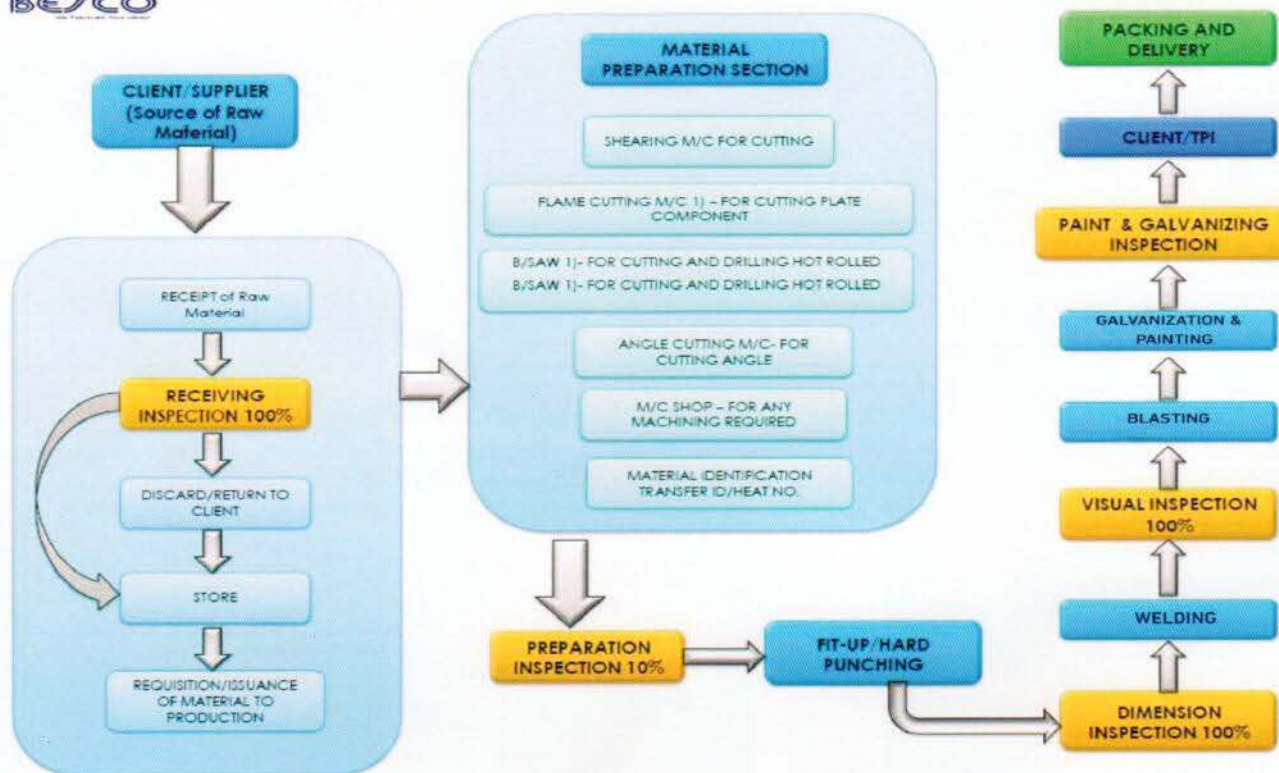 BESCO
CLIENT/SUPPLIER
(Source of Raw
Material)
RECEIPT of Raw
Material
RECEIVING
INSPECTION 100%
DISCARD/RETURN TO
CLIENT
STORE
REQUISITION/ISSUANCE
OF MATERIAL TO
PRODUCTION
MATERIAL
PREPARATION SECTION
SHEARING M/C FOR CUTTING
FLAME CUTTING M/C 1) – FOR CUTTING PLATE
COMPONENT
B/SAW 1)- FOR CUTTING AND DRILLING HOT ROLLED
B/SAW 1)- FOR CUTTING AND DRILLING HOT ROLLED
ANGLE CUTTING M/C- FOR
CUTTING ANGLE
M/C SHOP – FOR ANY
MACHINING REQUIRED
MATERIAL IDENTIFICATION
TRANSFER ID/HEAT NO.
PREPARATION
INSPECTION 10%
FIT-UP/HARD
PUNCHING
DIMENSION
INSPECTION 100%
WELDING
VISUAL INSPECTION
100%
BLASTING
GALVANIZATION &
PAINTING
PAINT & GALVANIZING
INSPECTION
CLIENT/TPI
PACKING AND
DELIVERY